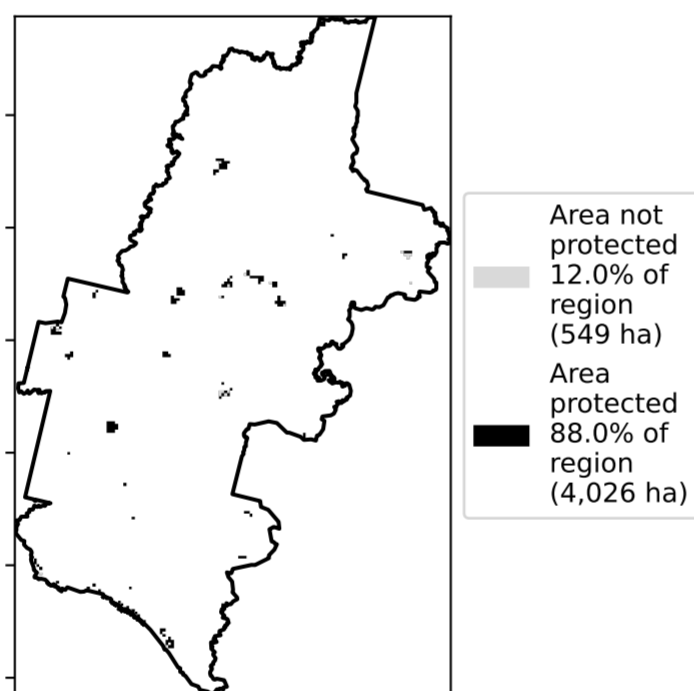 Area not
protected
12.0% of
region
(549 ha)
Area
protected
88.0% of
region
(4,026 ha)